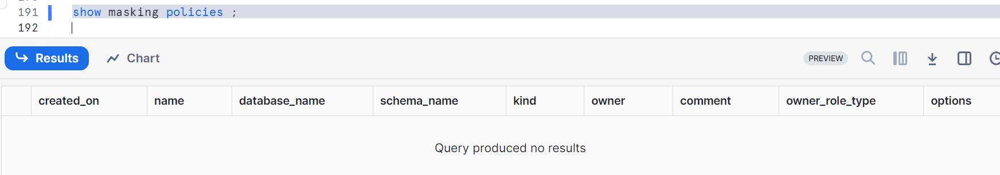 191 show masking policies ;
192
Results Chart PREVIEW
created_on name database_name schema_name kind owner comment owner_role_type options
Query produced no results